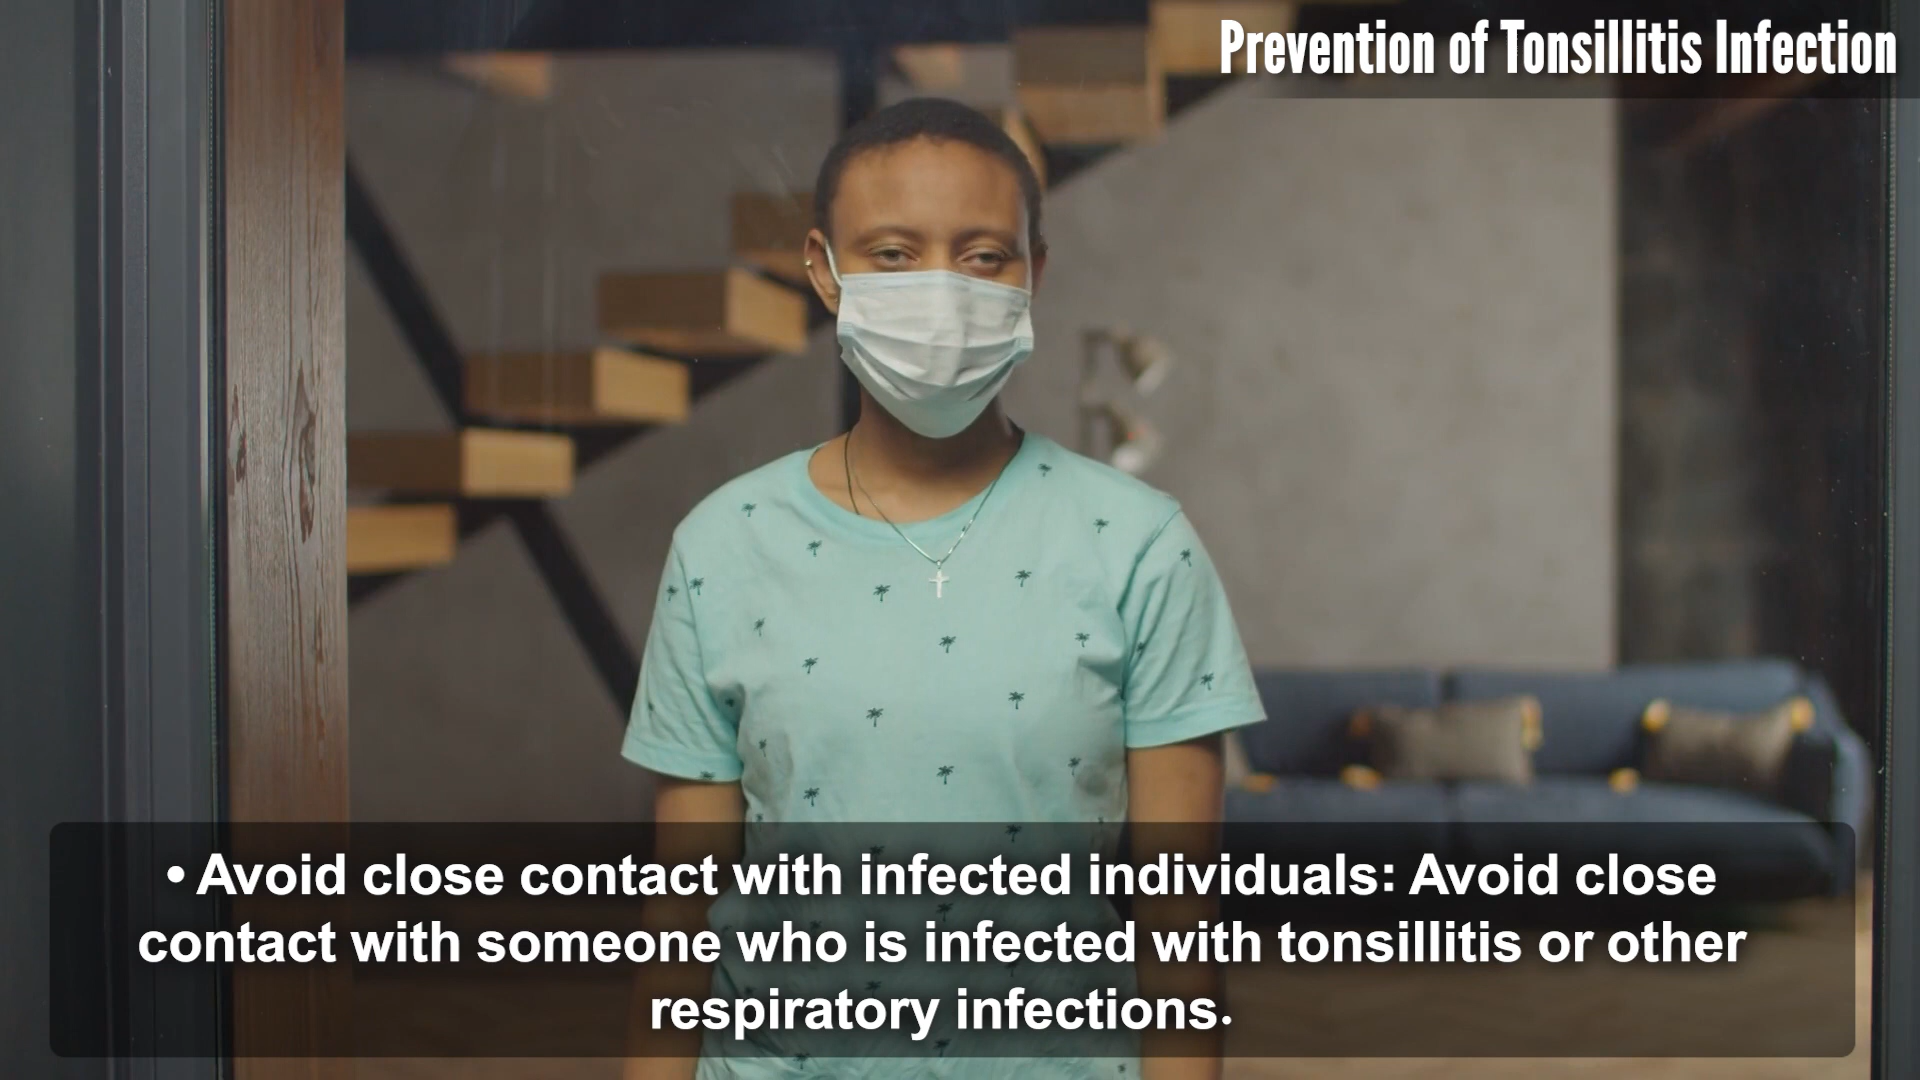 Prevention of Tonsillitis Infection
• Avoid close contact with infected individuals: Avoid close
contact with someone who is infected with tonsillitis or other
respiratory infections.